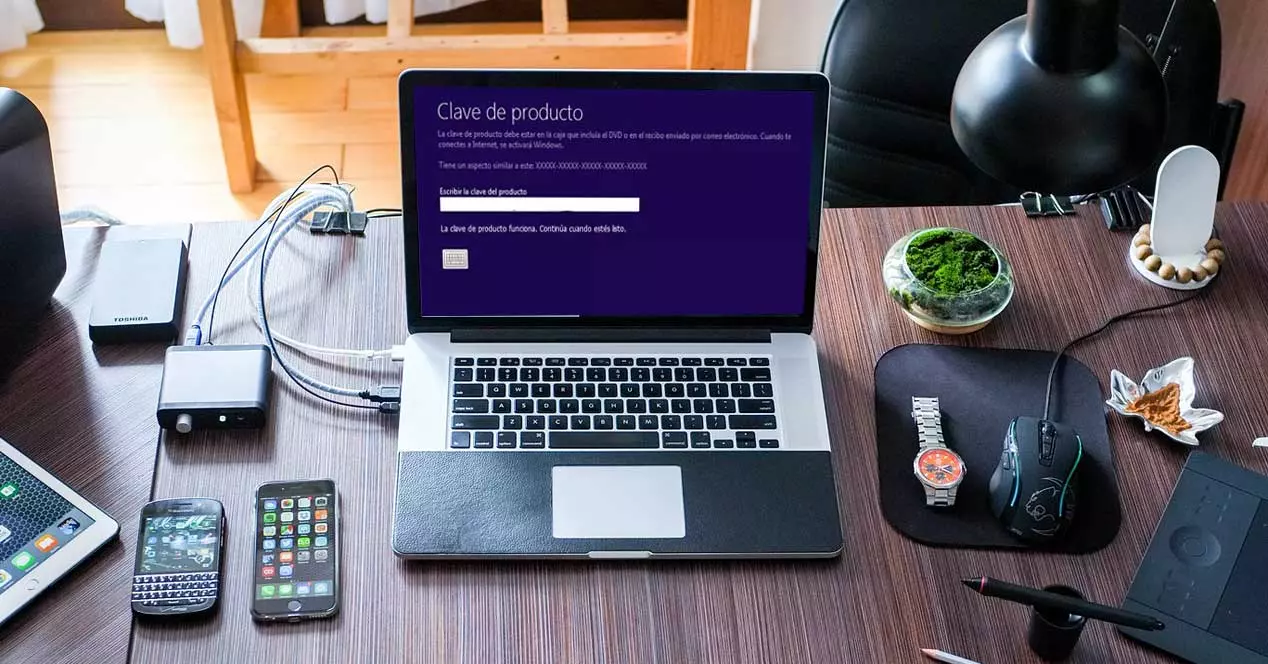 Clave de producto
La clave de producto debe estar en la caja que incluía el DVD o en el recibo enviado por correo electrónico. Cuando te
conectes a Internet, se activará Windows.
Tiene un aspecto similar a este: XXXXX-XXXXX-XXXXX-XXXXX-XXXXX
Escribir la clave del producto
La clave de producto funciona. Continúa cuando estés listo.
TOSHIBA